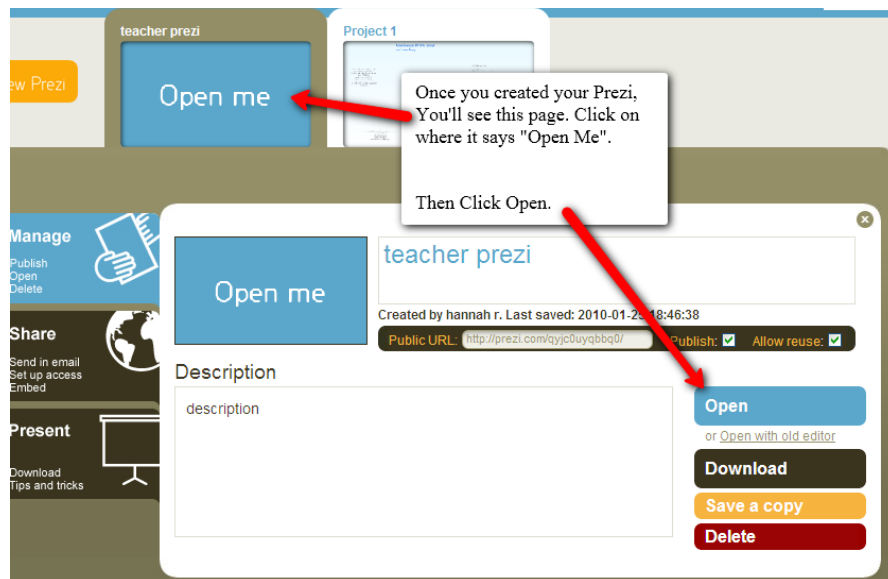 teacher prezi
Project 1
ew Prezi
Open me
Once you created your Prezi,
You'll see this page. Click on
where it says "Open Me".
Then Click Open.
Manage
Publish
Open
Delete
Share
Send in email
Set up access
Embed
Present
Download
Tips and tricks
Open me
teacher prezi
Created by hannah r. Last saved: 2010-01-25 18:46:38
Public URL: http://prezi.com/qyjc0uyqbbq0/ Publish: Allow reuse:
Description
description
Open
or Open with old editor
Download
Save a copy
Delete